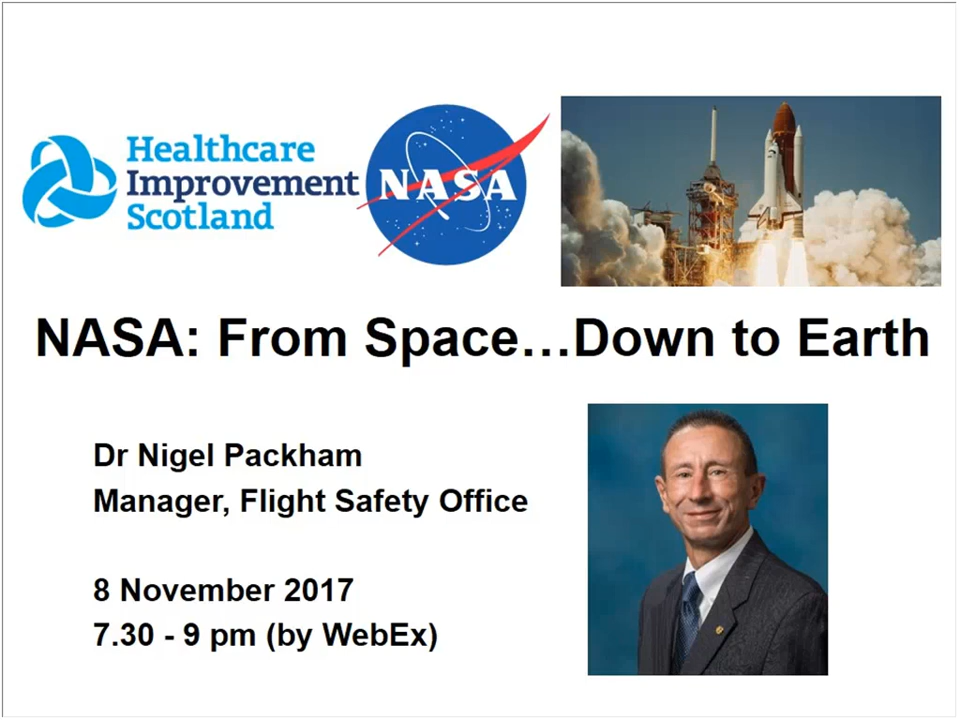 Healthcare
Improvement
Scotland
NASA
NASA: From Space…Down to Earth
Dr Nigel Packham
Manager, Flight Safety Office
8 November 2017
7.30 - 9 pm (by WebEx)